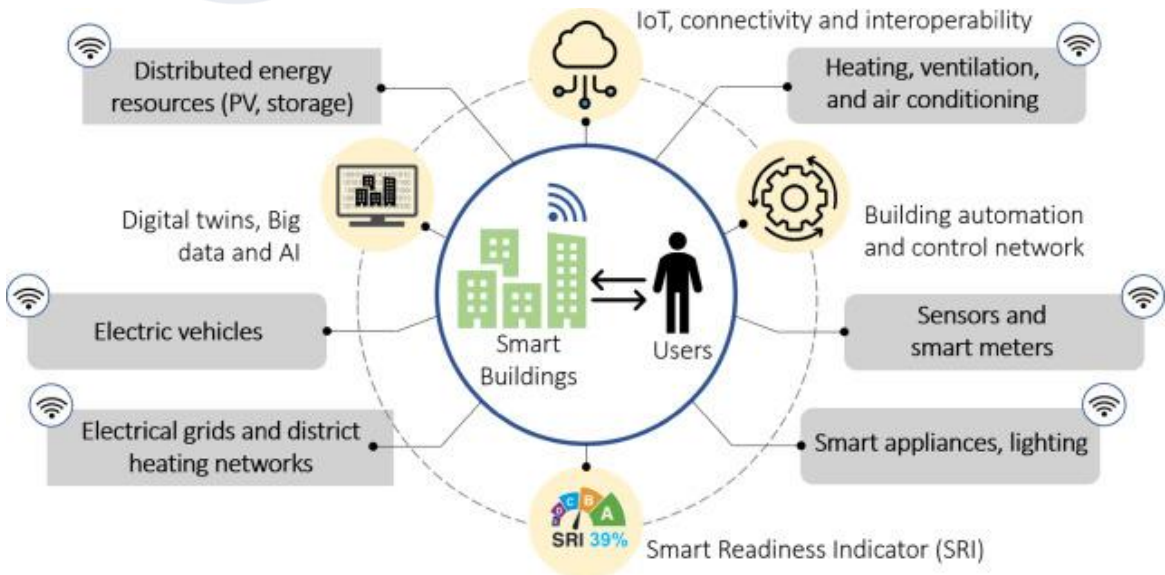 IoT, connectivity and interoperability
Distributed energy
resources (PV, storage)
Heating, ventilation,
and air conditioning
Digital twins, Big
data and AI
Building automation
and control network
Electric vehicles
Smart
Buildings
Users
Sensors and
smart meters
Electrical grids and district
heating networks
Smart appliances, lighting
D
C
B
A
SRI 39%
Smart Readiness Indicator (SRI)